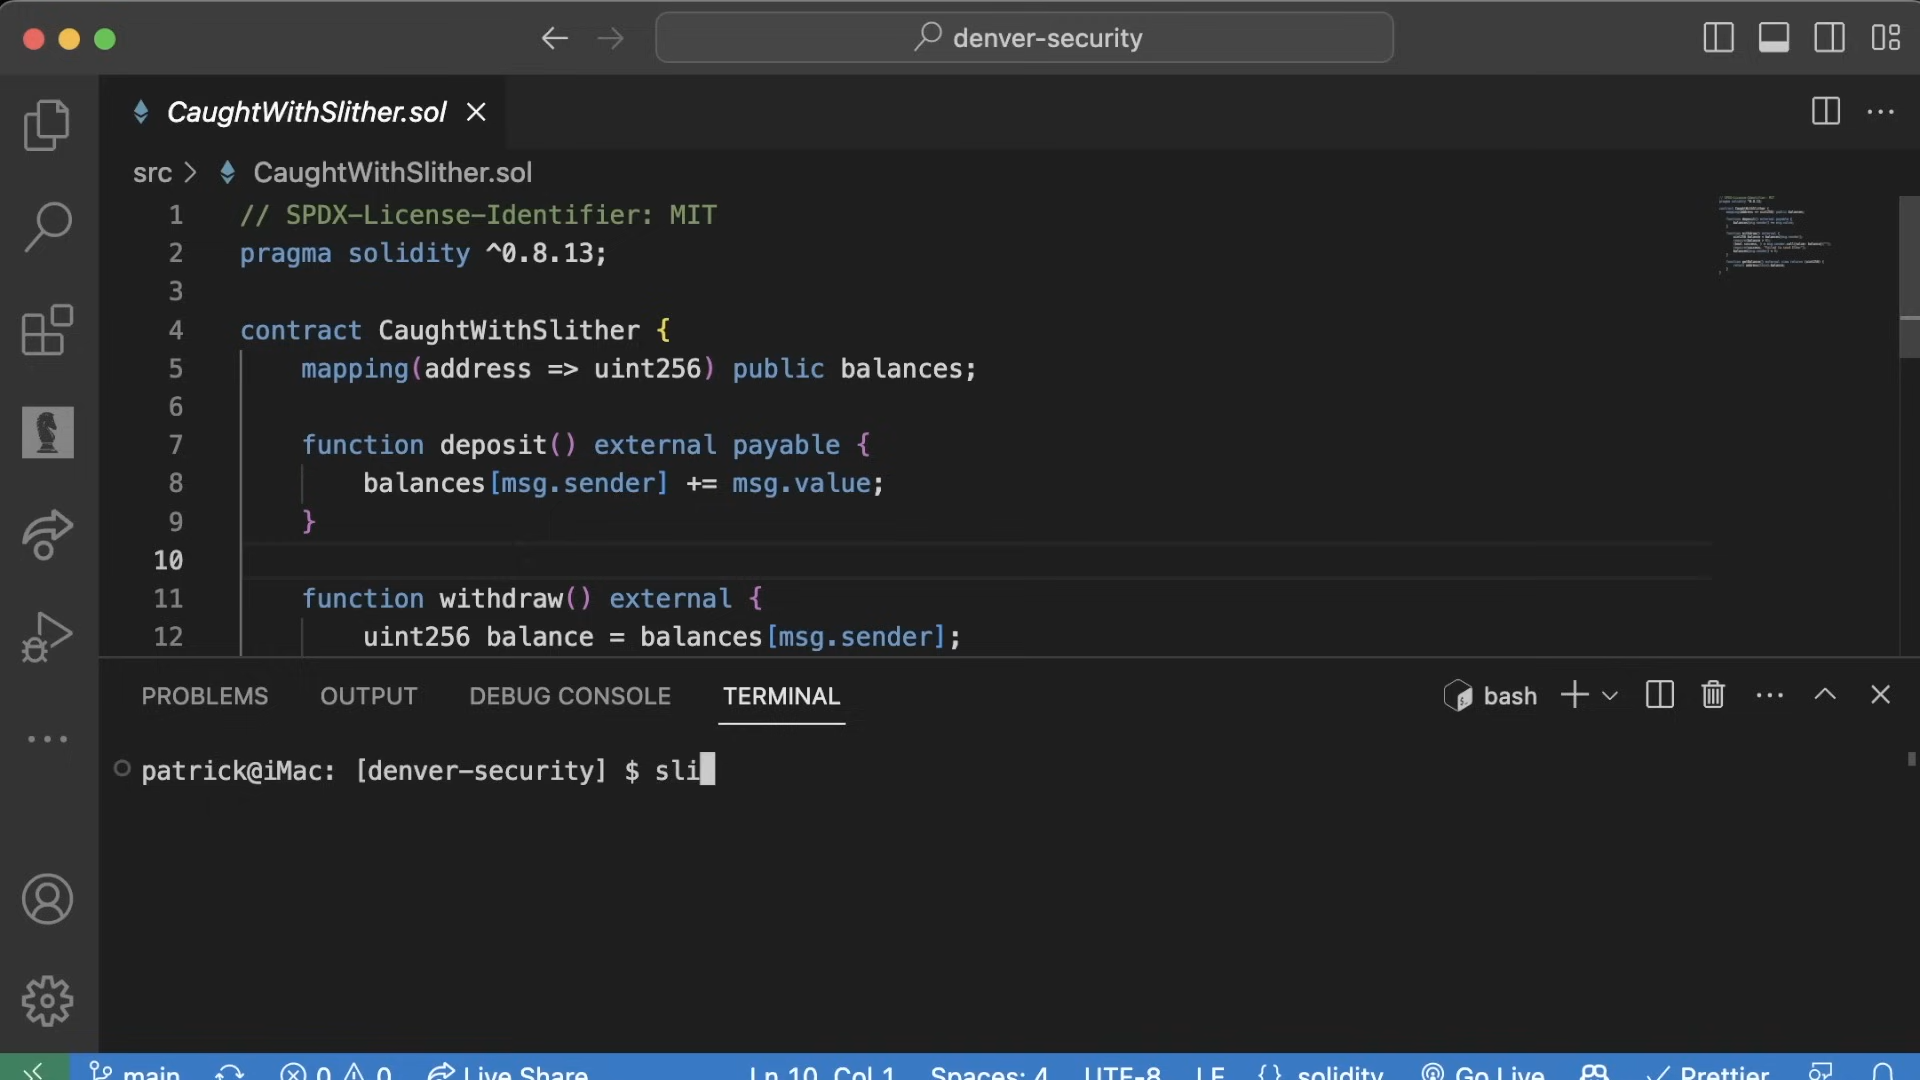 denver-security
CaughtWithSlither.sol
src > CaughtWithSlither.sol
1 // SPDX-License-Identifier: MIT
2 pragma solidity ^0.8.13;
3
4 contract CaughtWithSlither {
5 mapping(address => uint256) public balances;
6
7 function deposit() external payable {
8 balances[msg.sender] += msg.value;
9 }
10
11 function withdraw() external {
12 uint256 balance = balances[msg.sender];
PROBLEMS OUTPUT DEBUG CONSOLE TERMINAL bash
patrick@iMac: [denver-security] $ sli
main 0 0 Live Share Ln 10, Col 1 Spaces: 4 UTF-8 LF {} solidity Go Live Prettier